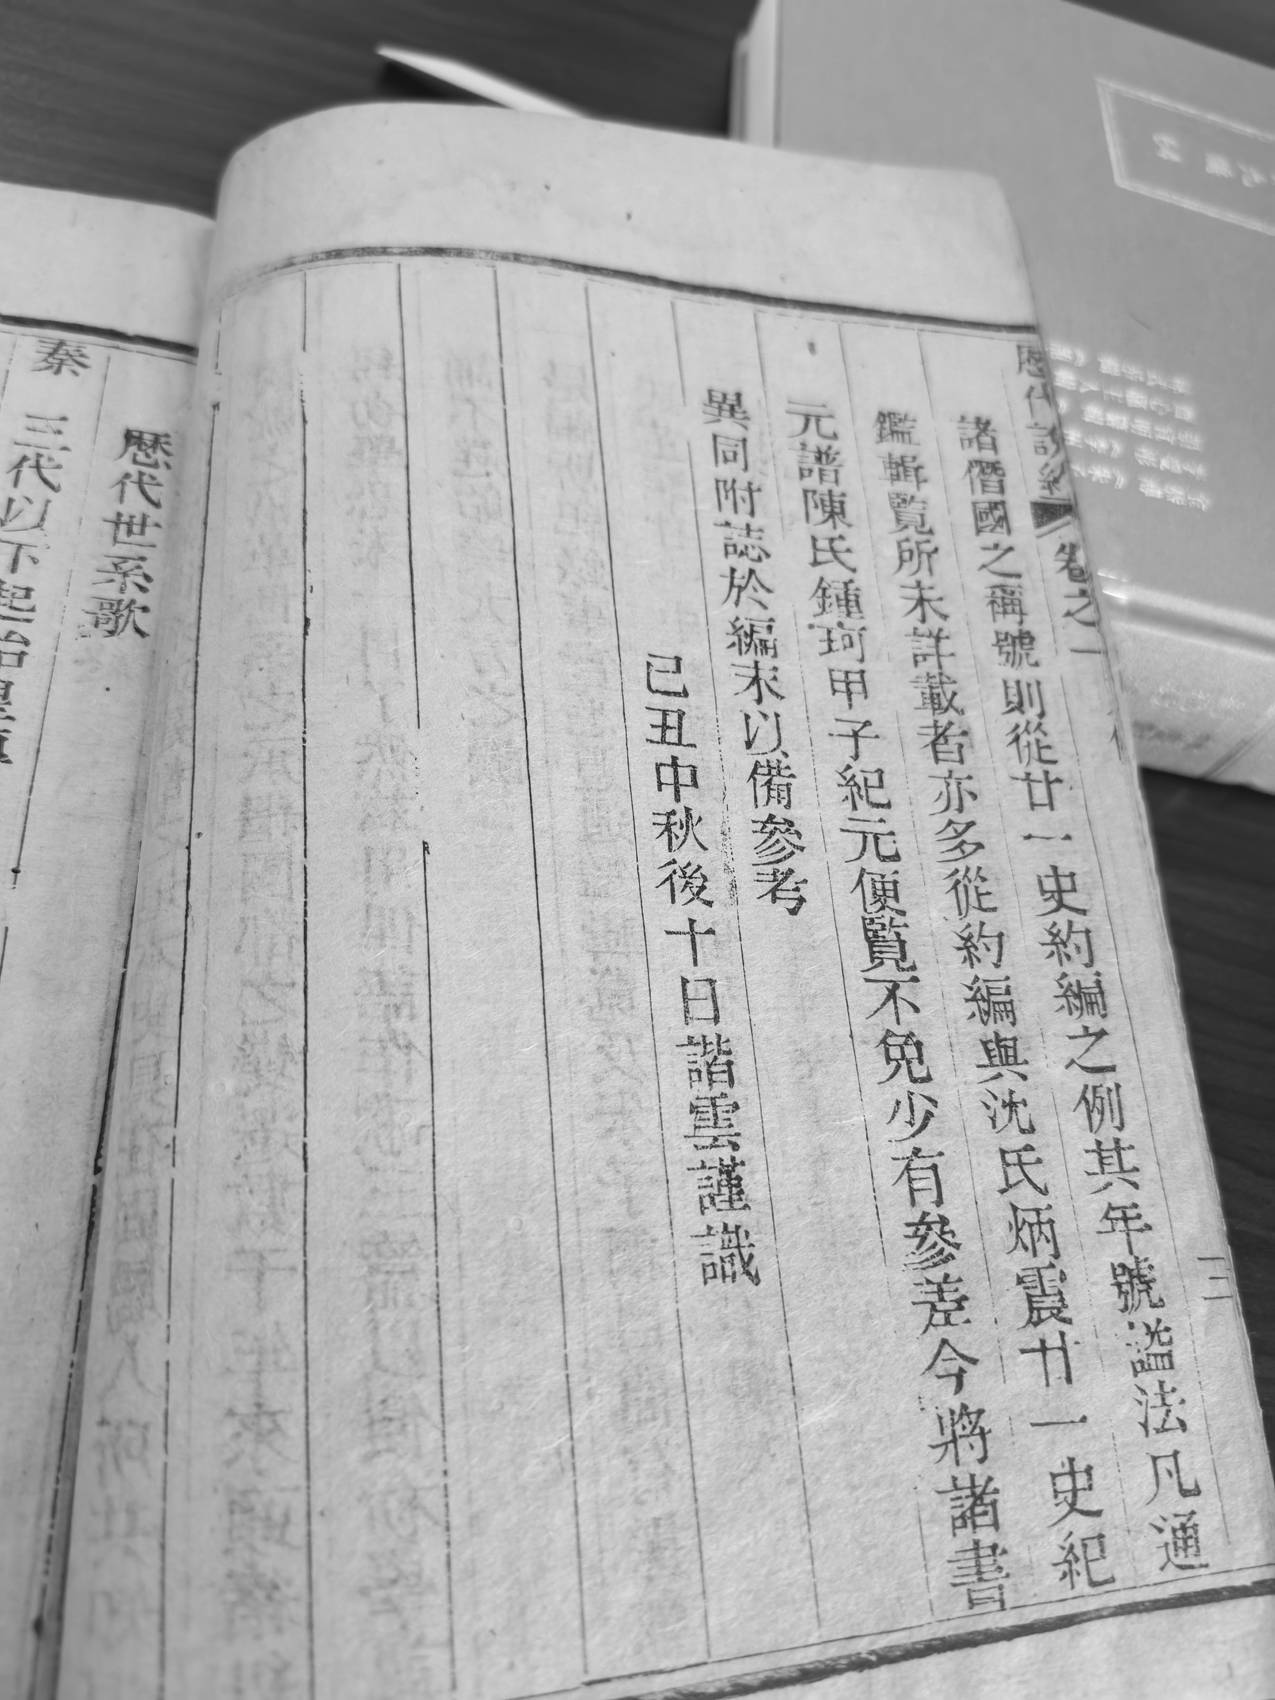 卷之一
諸僭國之稱號則從廿一史約編之例其年號謚法凡通
鑑輯覽所未詳載者亦多從約編與沈氏炳震廿一史紀
元譜陳氏鍾珂甲子紀元便覽不免少有參差今將諸書
異同附誌於編末以備參考
己丑中秋後十日諧雲謹識
歷代世系歌
秦
三代以下起始皇